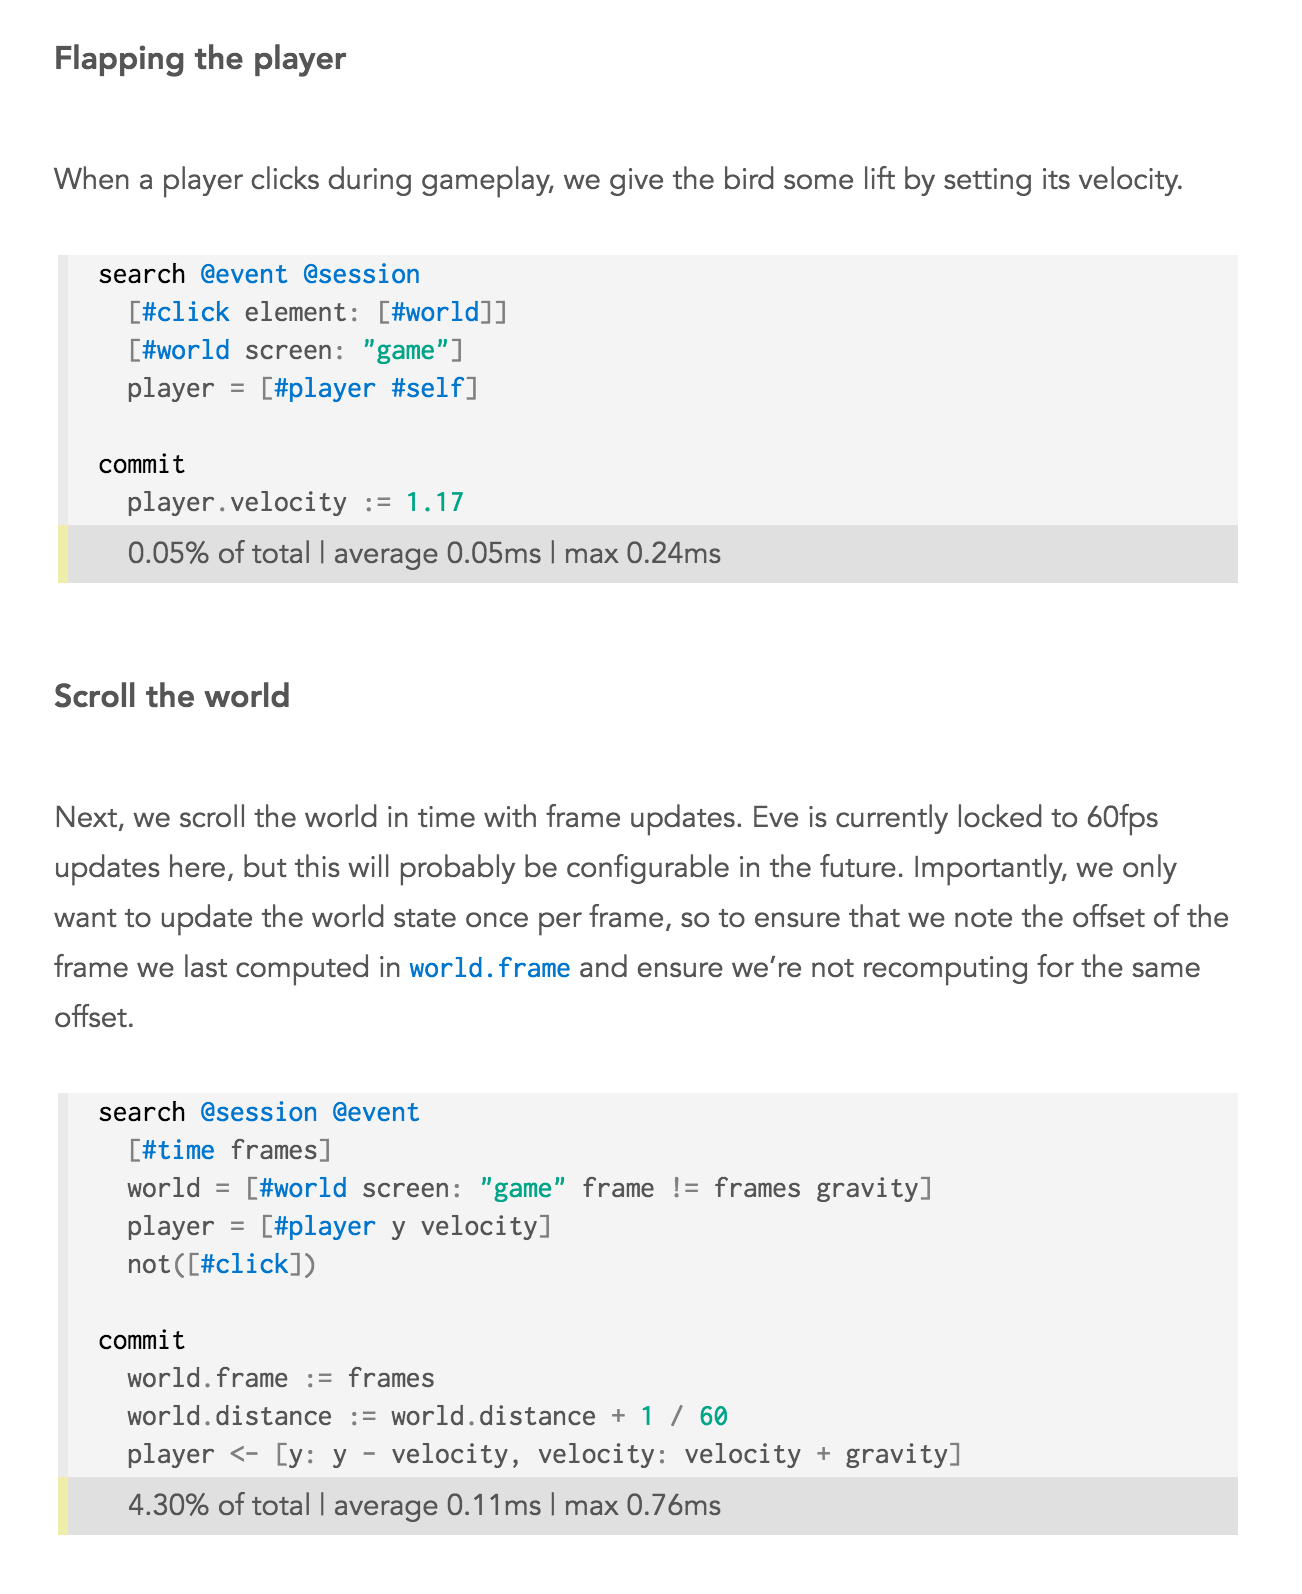 Flapping the player
When a player clicks during gameplay, we give the bird some lift by setting its velocity.
search @event @session
[#click element: [#world]]
[#world screen: "game"]
player = [#player #self]
commit
player.velocity := 1.17
0.05% of total | average 0.05ms | max 0.24ms
Scroll the world
Next, we scroll the world in time with frame updates. Eve is currently locked to 60fps
updates here, but this will probably be configurable in the future. Importantly, we only
want to update the world state once per frame, so to ensure that we note the offset of the
frame we last computed in world.frame and ensure we’re not recomputing for the same
offset.
search @session @event
[#time frames]
world = [#world screen: "game" frame != frames gravity]
player = [#player y velocity]
not([#click])
commit
world.frame := frames
world.distance := world.distance + 1 / 60
player <- [y: y - velocity, velocity: velocity + gravity]
4.30% of total | average 0.11ms | max 0.76ms